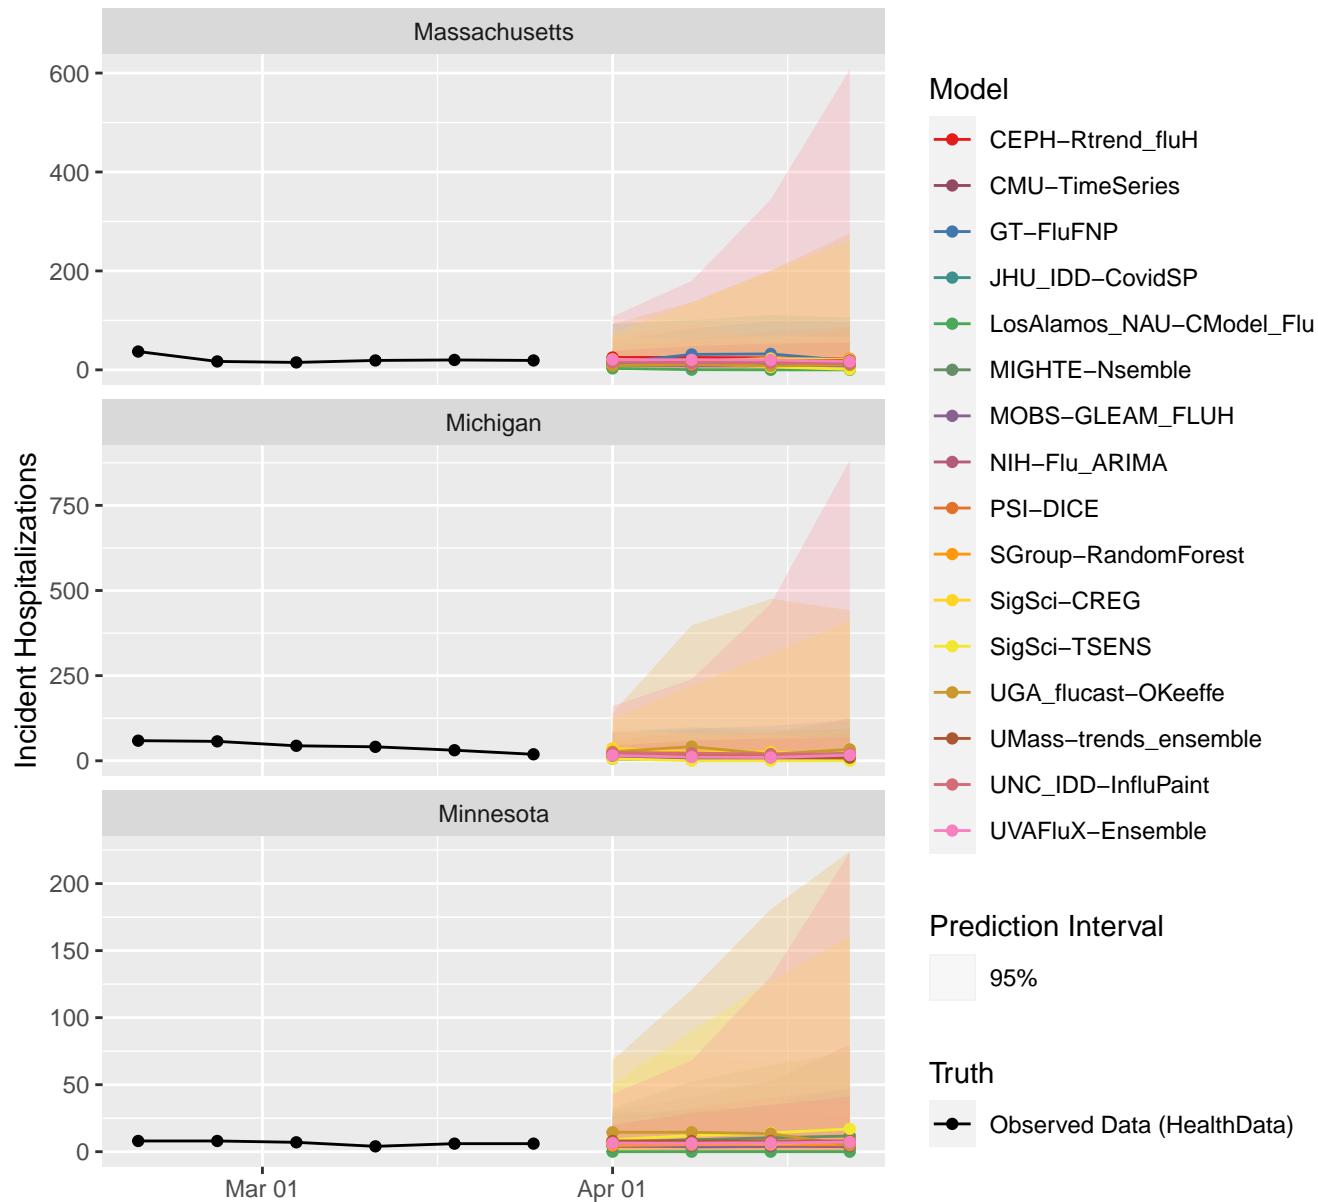 Massachusetts
600
400
200
0
Michigan
750
500
250
0
Minnesota
200
150
100
50
0
Mar 01
Apr 01
Incident Hospitalizations
Model
CEPH−Rtrend_fluH
CMU−TimeSeries
GT−FluFNP
JHU_IDD−CovidSP
LosAlamos_NAU−CModel_Flu
MIGHTE−Nsemble
MOBS−GLEAM_FLUH
NIH−Flu_ARIMA
PSI−DICE
SGroup−RandomForest
SigSci−CREG
SigSci−TSENS
UGA_flucast−OKeeffe
UMass−trends_ensemble
UNC_IDD−InfluPaint
UVAFluX−Ensemble
Prediction Interval
95%
Truth
Observed Data (HealthData)